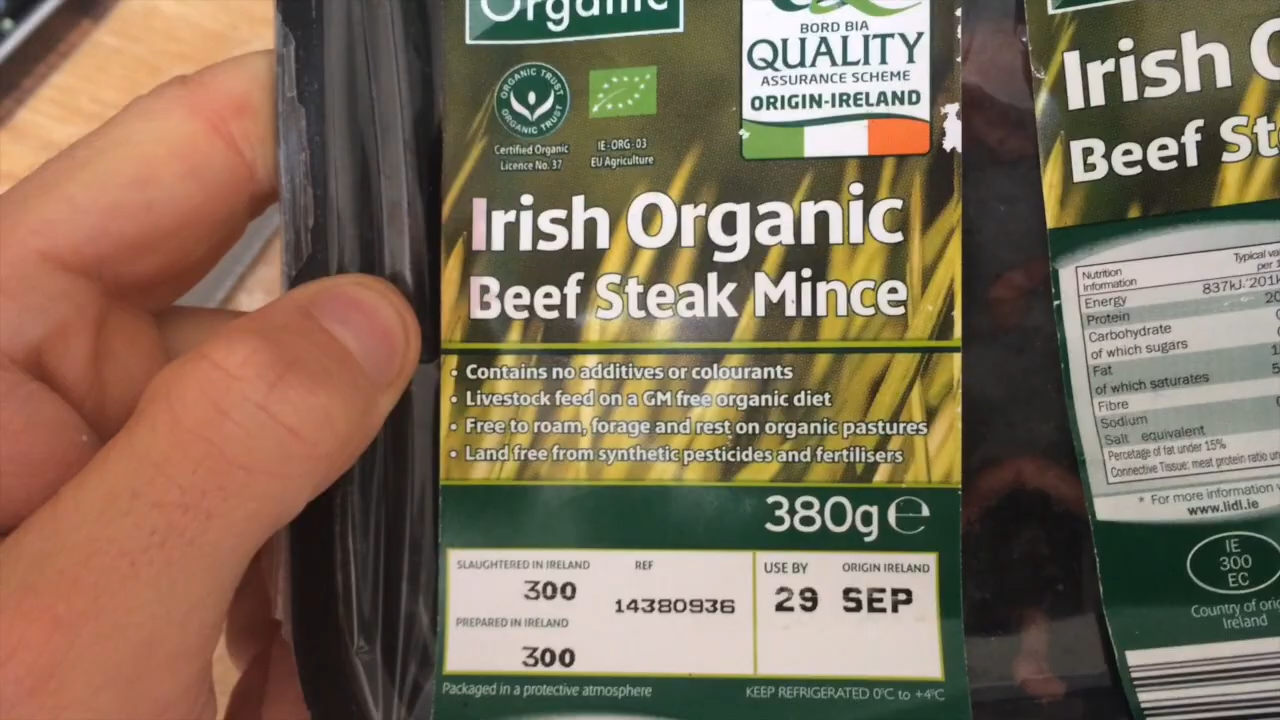 Organic
ORGANIC TRUST
ORGANIC TRUST
Certified Organic
Licence No. 37
IE-ORG-03
EU Agriculture
BORD BIA
QUALITY
ASSURANCE SCHEME
ORIGIN-IRELAND
Irish Organic
Beef Steak Mince
• Contains no additives or colourants
• Livestock feed on a GM free organic diet
• Free to roam, forage and rest on organic pastures
• Land free from synthetic pesticides and fertilisers
380g℮
SLAUGHTERED IN IRELAND
300
PREPARED IN IRELAND
300
REF
14380936
USE BY ORIGIN IRELAND
29 SEP
Packaged in a protective atmosphere
KEEP REFRIGERATED 0°C to +4°C
Irish
Beef
Nutrition
Information
Typical
per
Energy
837kJ
Protein
Carbohydrate
of which sugars
Fat
of which saturates
Fibre
Sodium
Salt equivalent
Percetage of fat under 15%
Connective Tissue: meat protein ratio
* For more information
www.lidl.ie
IE
300
EC
Country of
Ireland